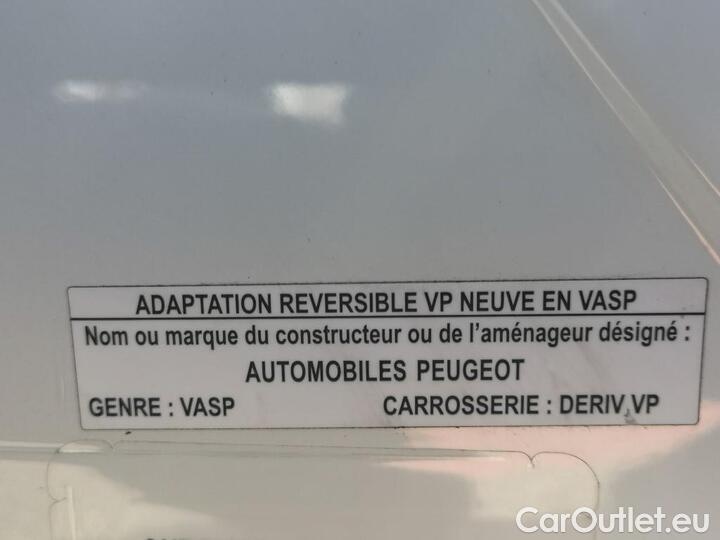 ADAPTATION REVERSIBLE VP NEUVE EN VASP
Nom ou marque du constructeur ou de l'aménageur désigné :
AUTOMOBILES PEUGEOT
GENRE : VASP CARROSSERIE : DERIV VP
CarOutlet.eu